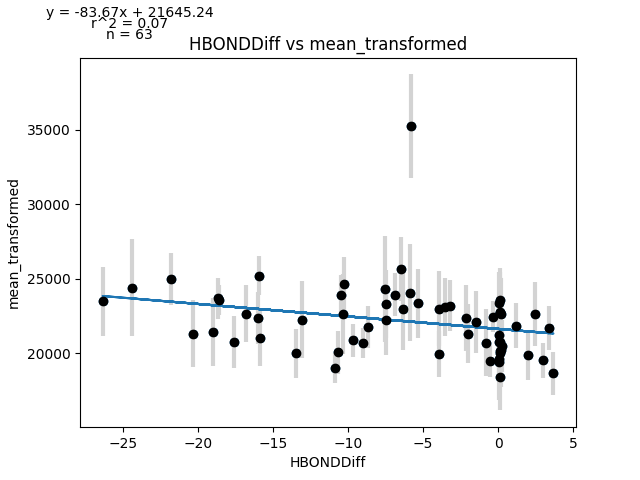 y = -83.67x + 21645.24
r^2 = 0.07
n = 63
HBONDDiff vs mean_transformed
mean_transformed
35000
30000
25000
20000
−25
−20
−15
−10
−5
0
5
HBONDDiff